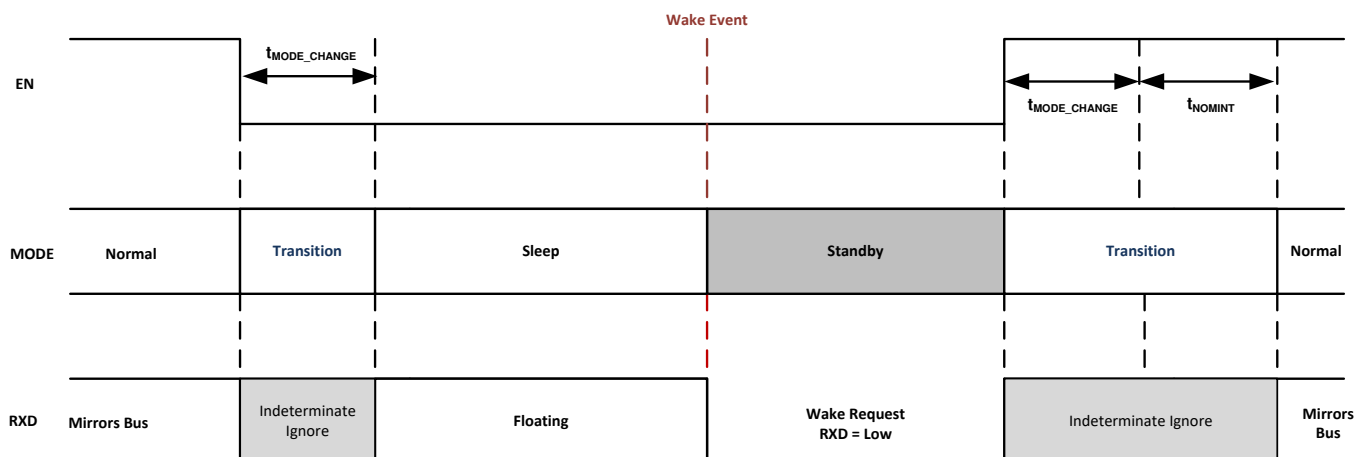 Wake Event
EN
tMODE_CHANGE
tMODE_CHANGE
tNOMINT
MODE
Normal
Transition
Sleep
Standby
Transition
Normal
RXD
Mirrors Bus
Indeterminate
Ignore
Floating
Wake Request
RXD = Low
Indeterminate Ignore
Mirrors
Bus